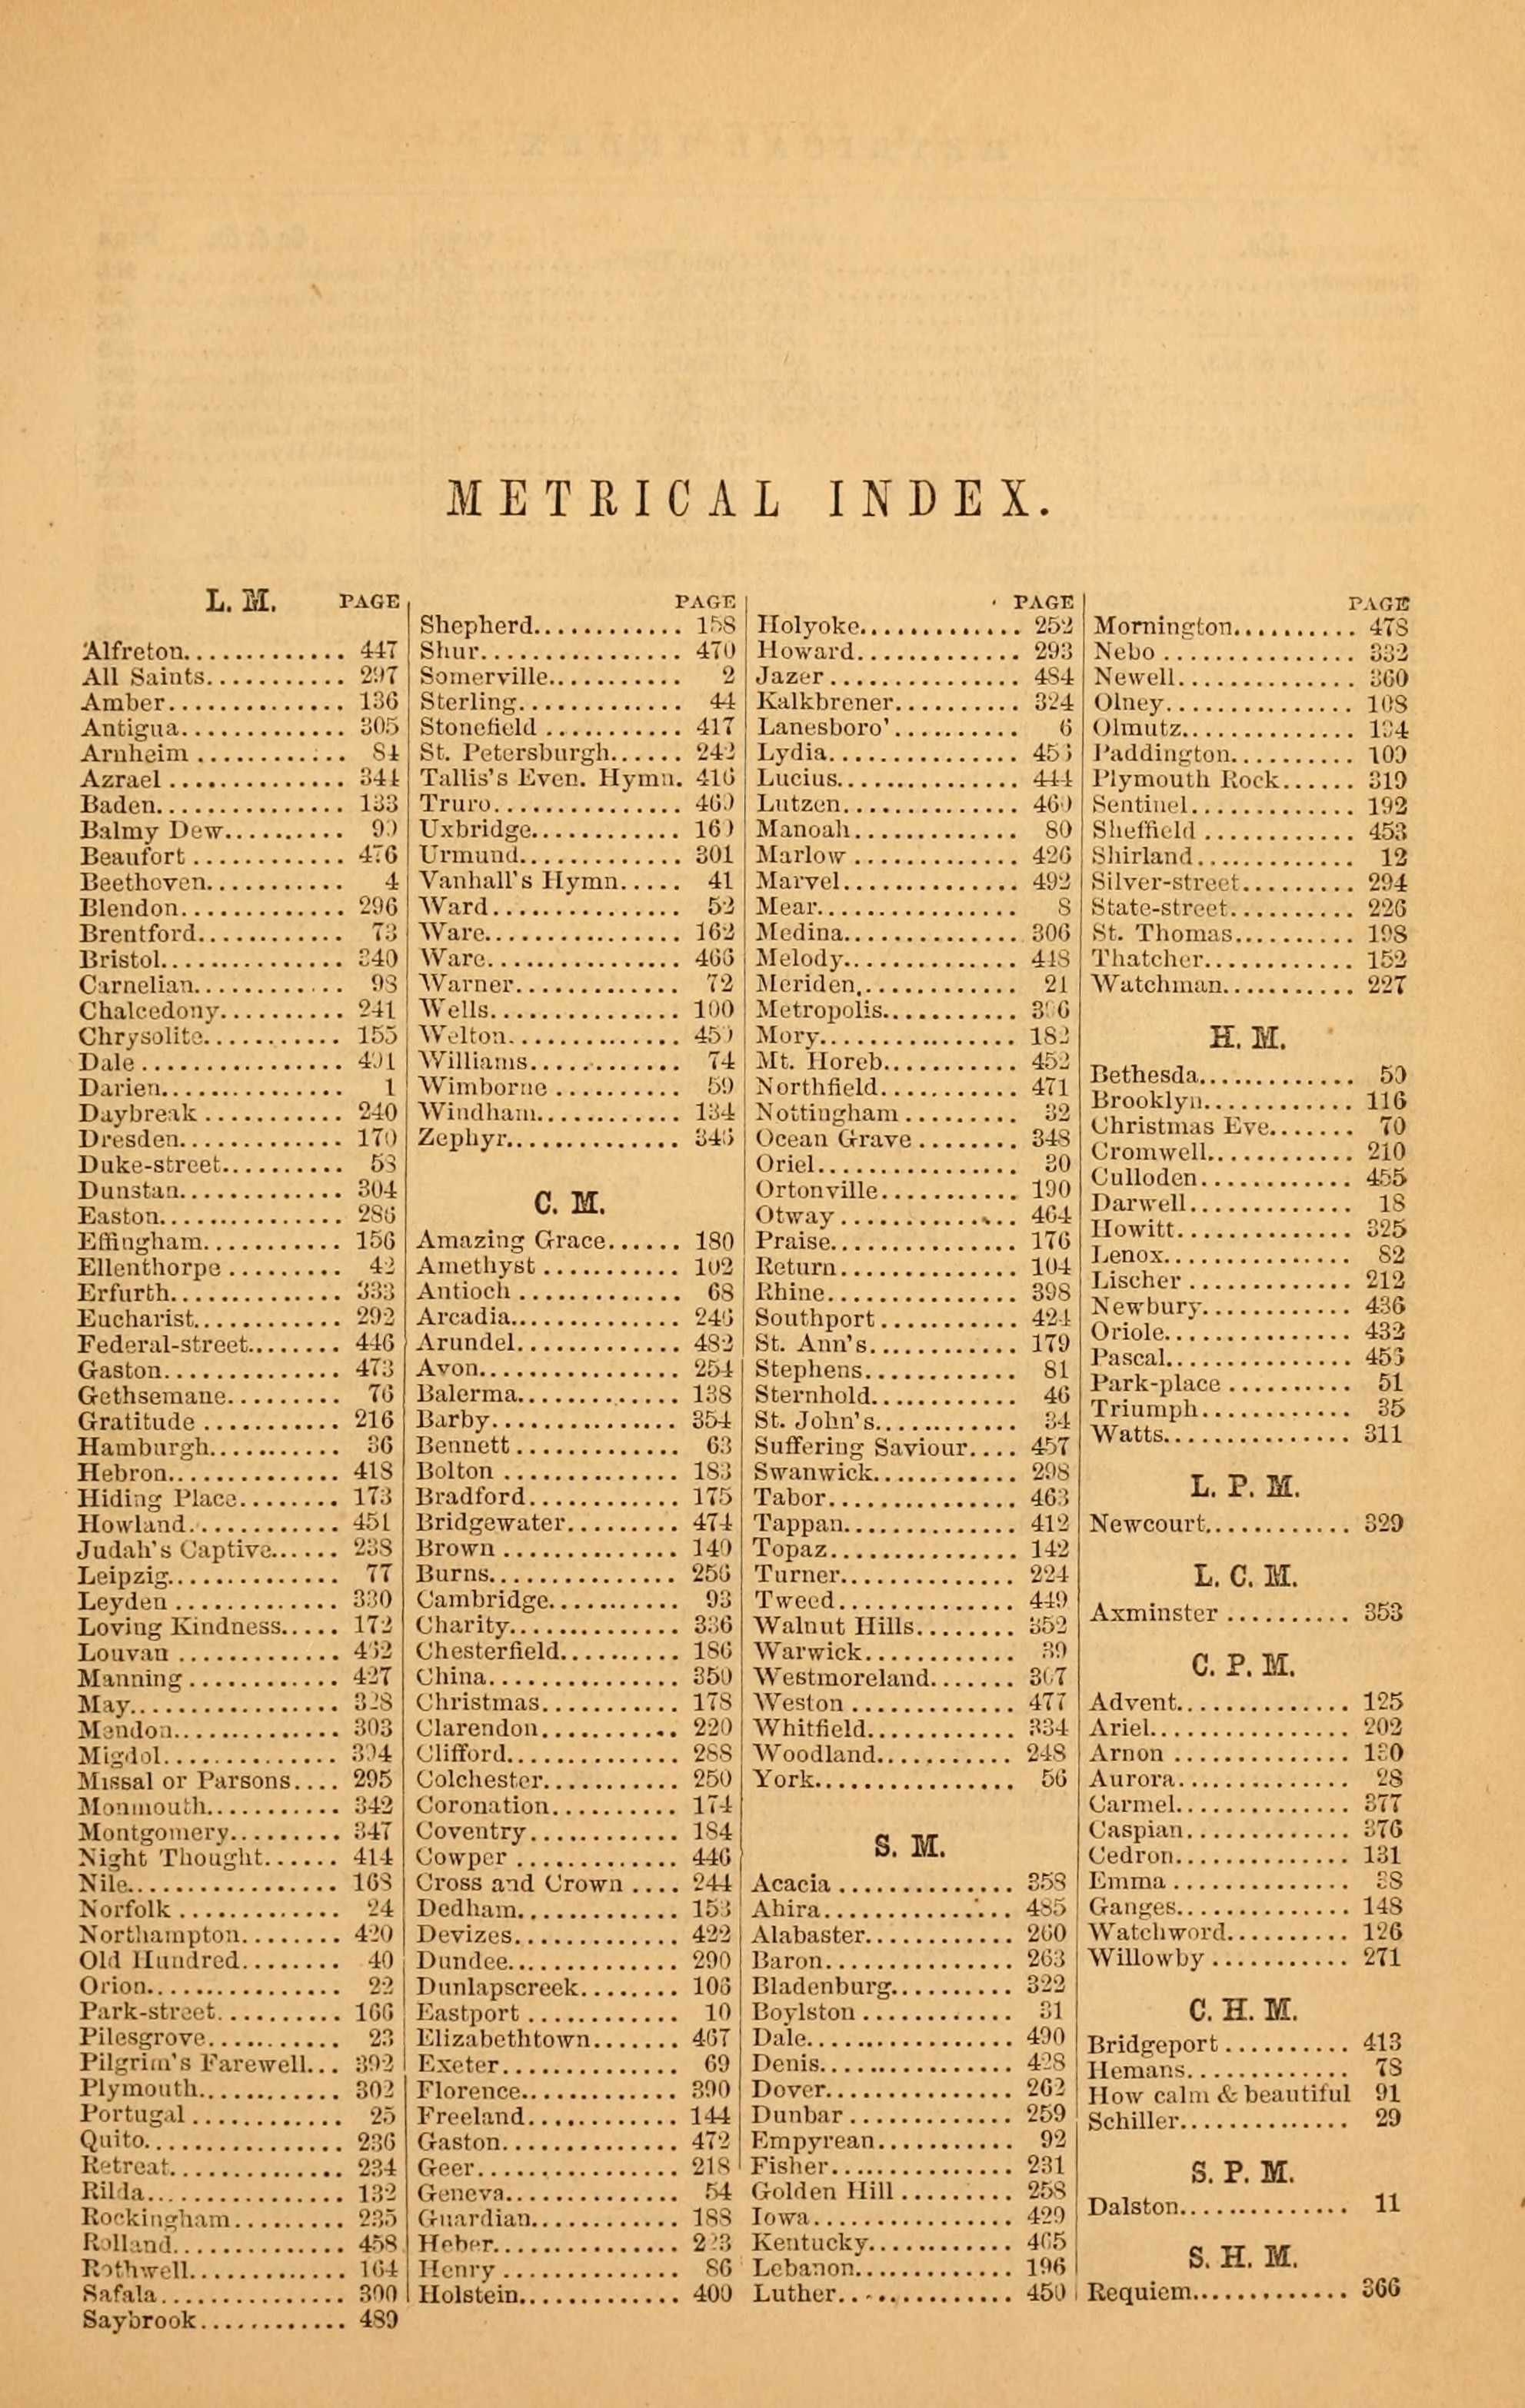 METRICAL INDEX.
L. M. PAGE
Alfreton.............. 447
All Saints............ 297
Amber............... 136
Antigua.............. 305
Arnheim ............. 84
Azrael ............... 344
Baden................ 133
Balmy Dew..........
Beaufort ............. 476
Beethoven............ 4
Blendon.............. 296
Brentford............. 73
Bristol................ 340
Carnelian............. 98
Chalcedony........... 241
Chrysolite............ 155
Dale ................. 491
Darien................ 1
Daybreak ............ 240
Dresden.............. 170
Duke-street........... 58
Dunstan.............. 304
Easton................ 286
Effingham............ 156
Ellenthorpe .......... 42
Erfurth............... 333
Eucharist............. 292
Federal-street......... 446
Gaston................ 473
Gethsemane.......... 76
Gratitude ............ 216
Hamburgh............ 36
Hebron............... 418
Hiding Place......... 173
Howland............. 451
Judah's Captive...... 238
Leipzig............... 77
Leyden .............. 330
Loving Kindness..... 172
Louvan .............. 462
Manning ............. 427
May.................. 328
Mendon.............. 303
Migdol............... 394
Missal or Parsons.... 295
Monmouth........... 342
Montgomery......... 347
Night Thought...... 414
Nile.................. 168
Norfolk .............. 24
Northampton......... 420
Old Hundred........ 40
Orion................. 22
Park-street........... 166
Pilesgrove............ 23
Pilgrim's Farewell... 392
Plymouth............. 302
Portugal ............. 25
Quito................. 236
Retreat............... 234
Rilda................. 132
Rockingham.......... 235
Rolland............... 458
Rothwell.............. 164
Safala................ 300
Saybrook............. 489
PAGE
Shepherd............. 158
Shur.................. 470
Somerville............ 2
Sterling............... 44
Stonefield ............ 417
St. Petersburgh...... 242
Tallis's Even. Hymn. 416
Truro................. 460
Uxbridge............. 160
Urmund.............. 301
Vanhall's Hymn..... 41
Ward................. 52
Ware................. 162
Ware................. 466
Warner............... 72
Wells................. 100
Welton............... 450
Williams............. 74
Wimborne ........... 59
Windham............ 134
Zephyr............... 346
C. M.
Amazing Grace...... 180
Amethyst ............ 102
Antioch .............. 68
Arcadia............... 246
Arundel.............. 482
Avon................. 254
Balerma.............. 138
Barby................ 354
Bennett .............. 63
Bolton ............... 183
Bradford............. 175
Bridgewater.......... 474
Brown ............... 140
Burns................. 256
Cambridge........... 93
Charity............... 336
Chesterfield.......... 186
China................ 350
Christmas............ 178
Clarendon............ 220
Clifford............... 288
Colchester............ 250
Coronation........... 174
Coventry............. 184
Cowper .............. 446
Cross and Crown .... 244
Dedham.............. 153
Devizes............... 422
Dundee............... 290
Dunlapscreek........ 106
Eastport .............. 10
Elizabethtown....... 467
Exeter................ 69
Florence.............. 390
Freeland.............. 144
Gaston................ 472
Geer.................. 218
Geneva............... 54
Guardian............. 188
Heber................ 223
Henry ................ 86
Holstein.............. 400
PAGE
Holyoke.............. 252
Howard.............. 293
Jazer ................ 484
Kalkbrener.......... 324
Lanesboro'.......... 6
Lydia................
Lucius............... 444
Lutzen............... 460
Manoah.............. 80
Marlow .............. 426
Marvel............... 492
Mear................. 8
Medina............... 306
Melody............... 448
Meriden.............. 21
Metropolis...........
Mory................. 182
Mt. Horeb............ 452
Northfield............ 471
Nottingham .......... 32
Ocean Grave ........ 348
Oriel................. 30
Ortonville............ 190
Otway............... 464
Praise................ 176
Return............... 104
Rhine................ 398
Southport ........... 424
St. Ann's............ 179
Stephens............. 81
Sternhold............ 46
St. John's............ 34
Suffering Saviour.... 457
Swanwick............ 298
Tabor................ 463
Tappan.............. 412
Topaz................ 142
Turner............... 224
Tweed............... 449
Walnut Hills........ 352
Warwick............. 39
Westmoreland....... 367
Weston .............. 477
Whitfield............. 334
Woodland............ 248
York................. 56
S. M.
Acacia ............... 358
Ahira................ 485
Alabaster............ 260
Baron................ 263
Bladenburg.......... 322
Boylston ............. 31
Dale.................. 490
Denis................. 428
Dover................ 262
Dunbar .............. 259
Empyrean............ 92
Fisher................ 231
Golden Hill ......... 258
Iowa................. 429
Kentucky............ 465
Lebanon............. 196
Luther............... 450
PAGE
Mornington.......... 478
Nebo ................ 332
Newell............... 360
Olney................ 108
Olmutz............... 194
Paddington.......... 109
Plymouth Rock...... 319
Sentinel.............. 192
Sheffield ............. 453
Shirland.............. 12
Silver-street.......... 294
State-street........... 226
St. Thomas........... 198
Thatcher............. 152
Watchman........... 227
H. M.
Bethesda............. 50
Brooklyn............. 116
Christmas Eve....... 70
Cromwell............. 210
Culloden............. 455
Darwell.............. 18
Howitt............... 325
Lenox................ 82
Lischer .............. 212
Newbury............. 436
Oriole................ 432
Pascal................ 456
Park-place ........... 51
Triumph............. 35
Watts................ 311
L. P. M.
Newcourt............ 329
L. C. M.
Axminster .......... 353
C. P. M.
Advent............... 125
Ariel................. 202
Arnon ............... 130
Aurora............... 28
Carmel............... 377
Caspian.............. 376
Cedron............... 131
Emma ............... 38
Ganges............... 148
Watchword.......... 126
Willowby ........... 271
C. H. M.
Bridgeport .......... 413
Hemans.............. 78
How calm & beautiful 91
Schiller............... 29
S. P. M.
Dalston.............. 11
S. H. M.
Requiem............. 366